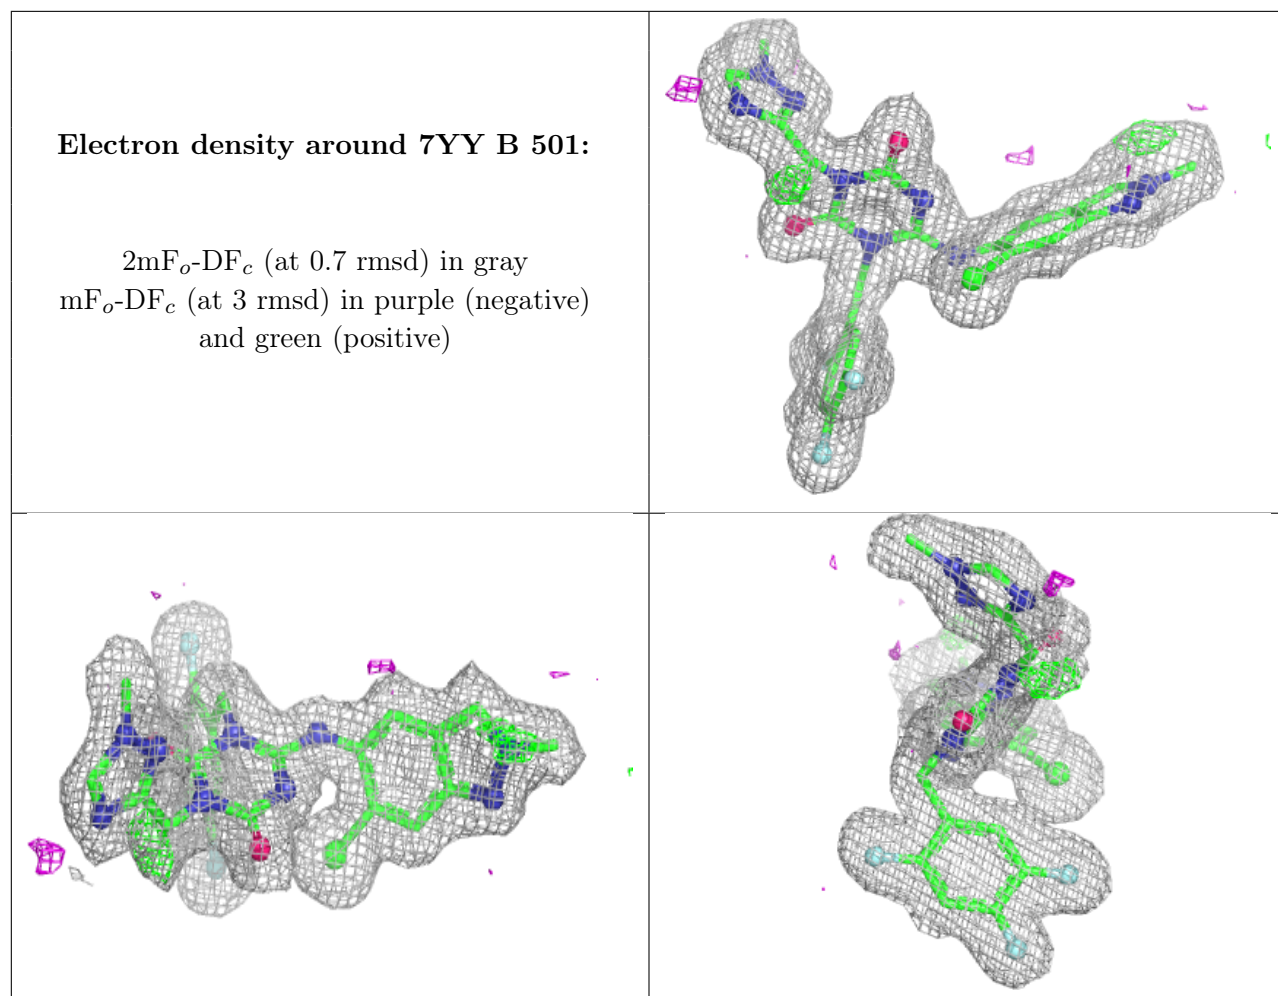 Electron density around 7YY B 501:
2mFo-DFc (at 0.7 rmsd) in gray
mFo-DFc (at 3 rmsd) in purple (negative)
and green (positive)